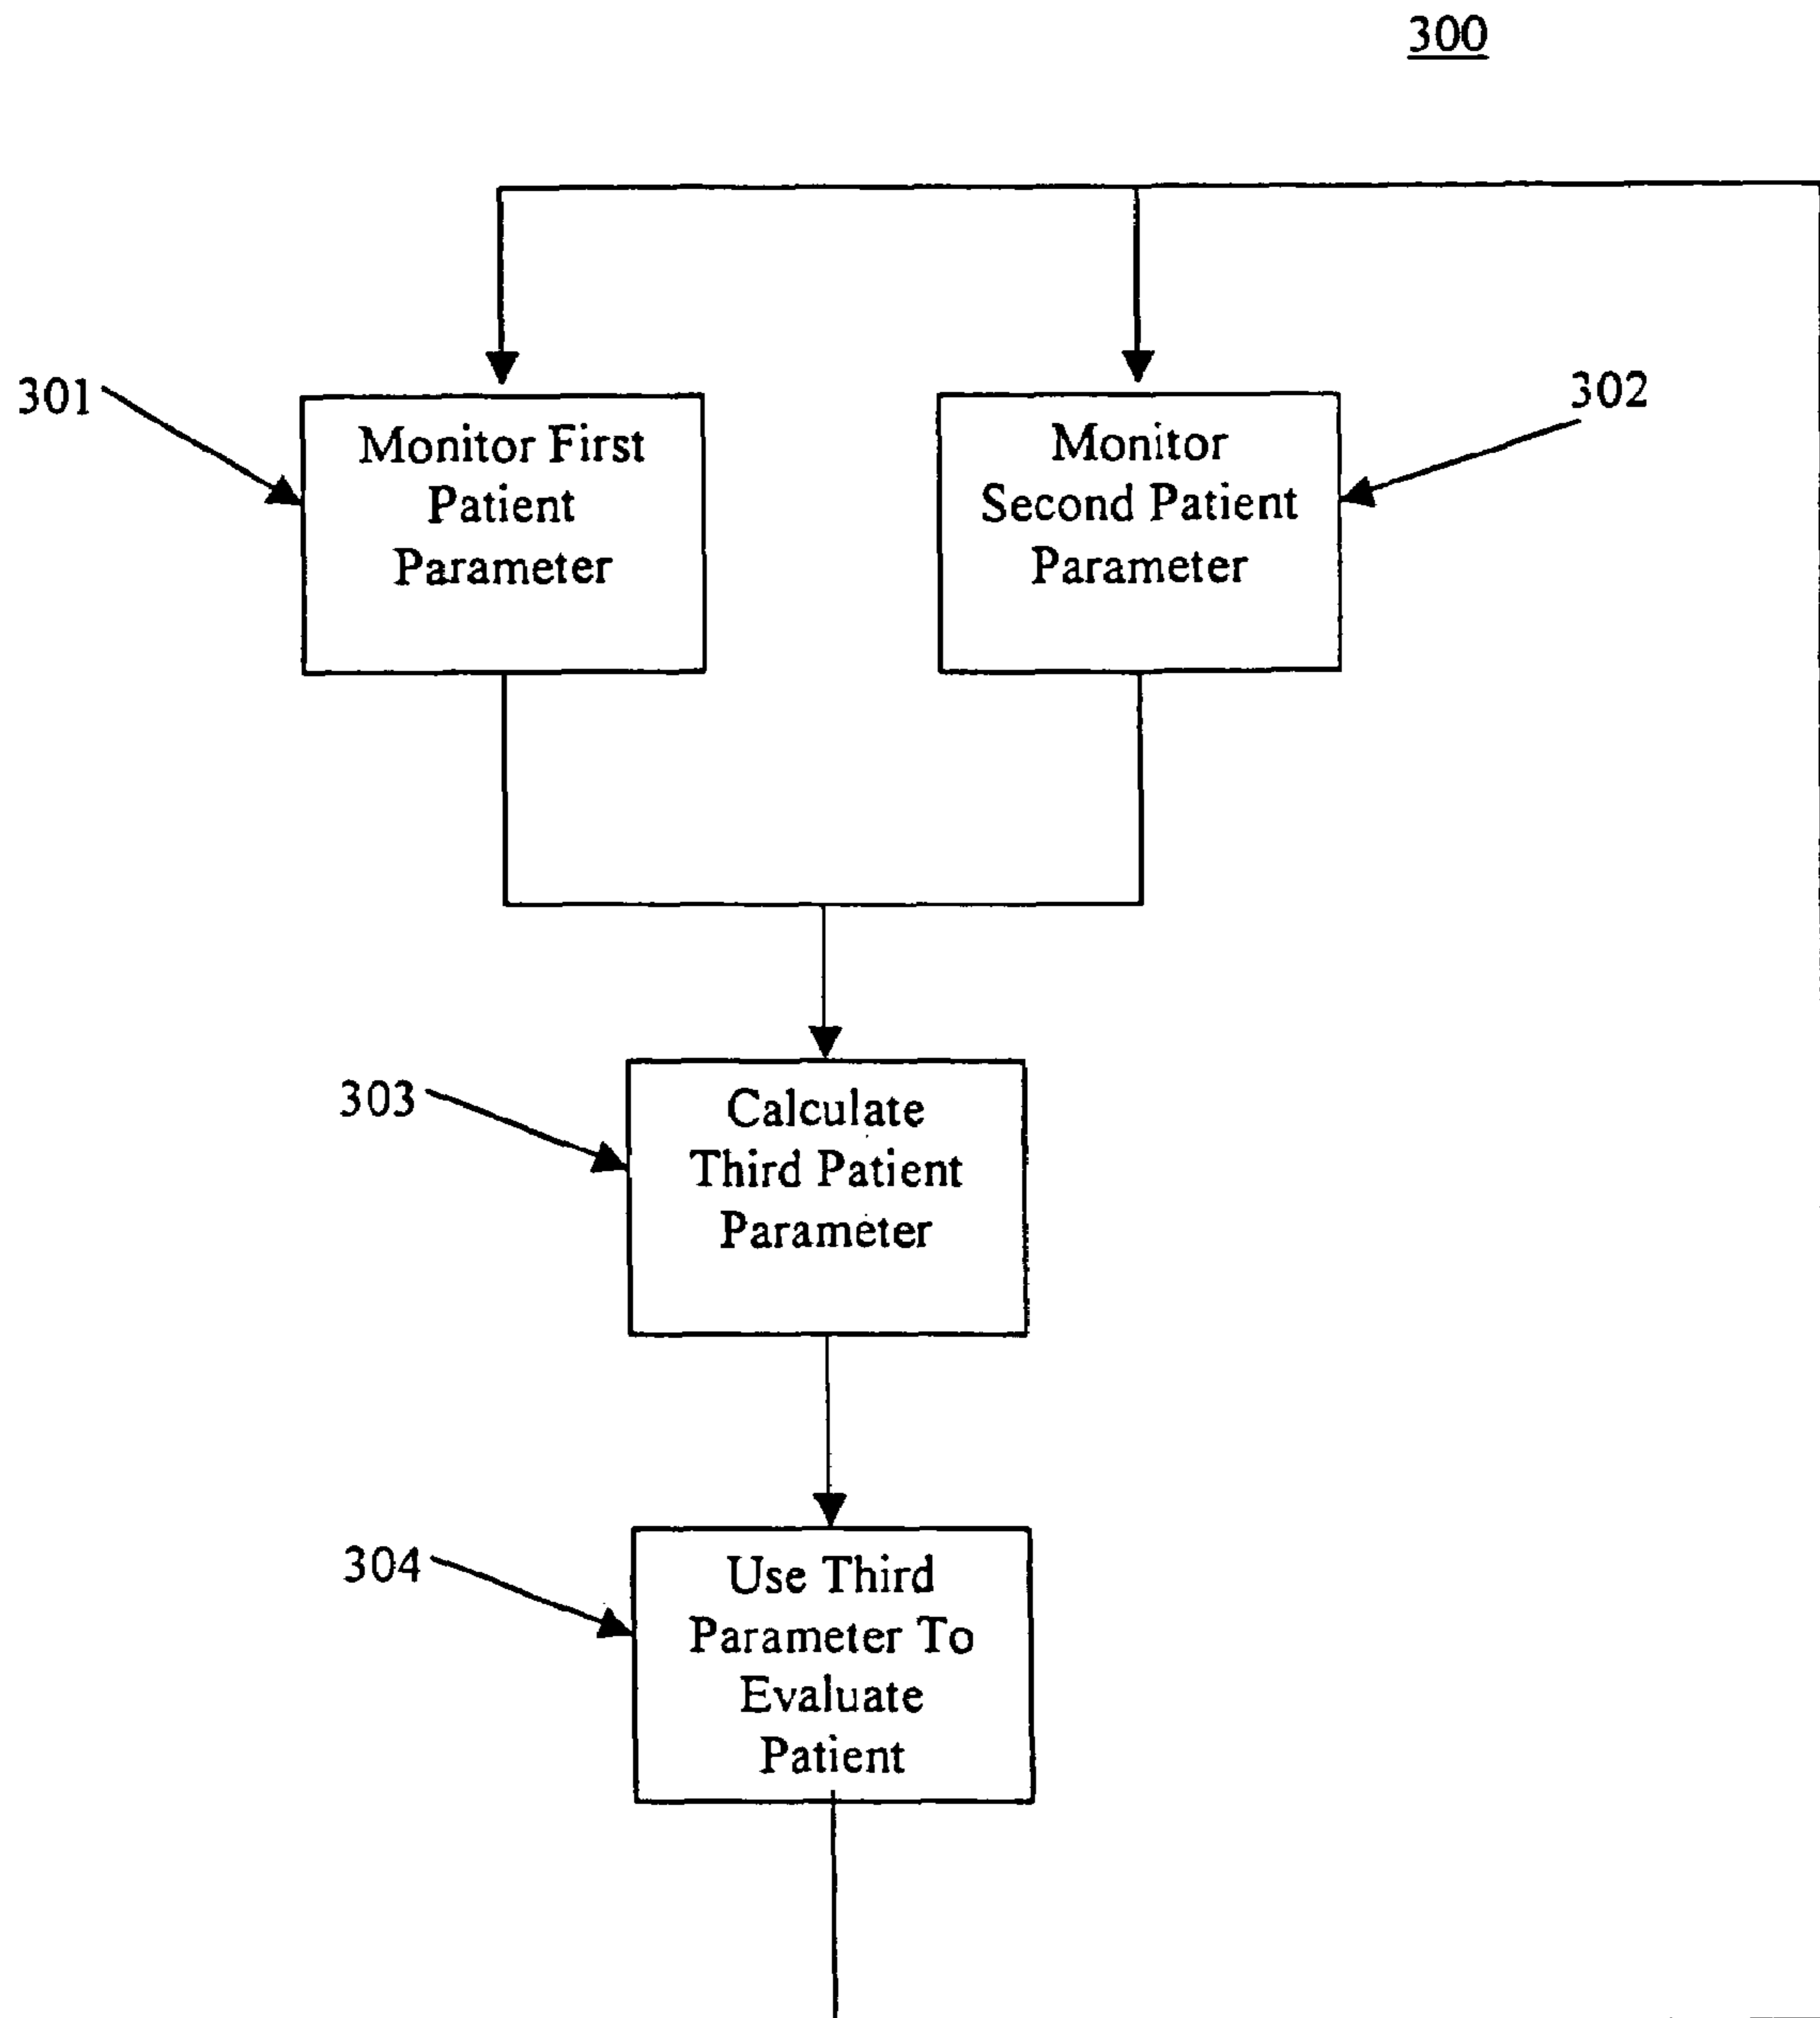 300
301
Monitor First
Patient
Parameter
Monitor
Second Patient
Parameter
302
303
Calculate
Third Patient
Parameter
304
Use Third
Parameter To
Evaluate
Patient